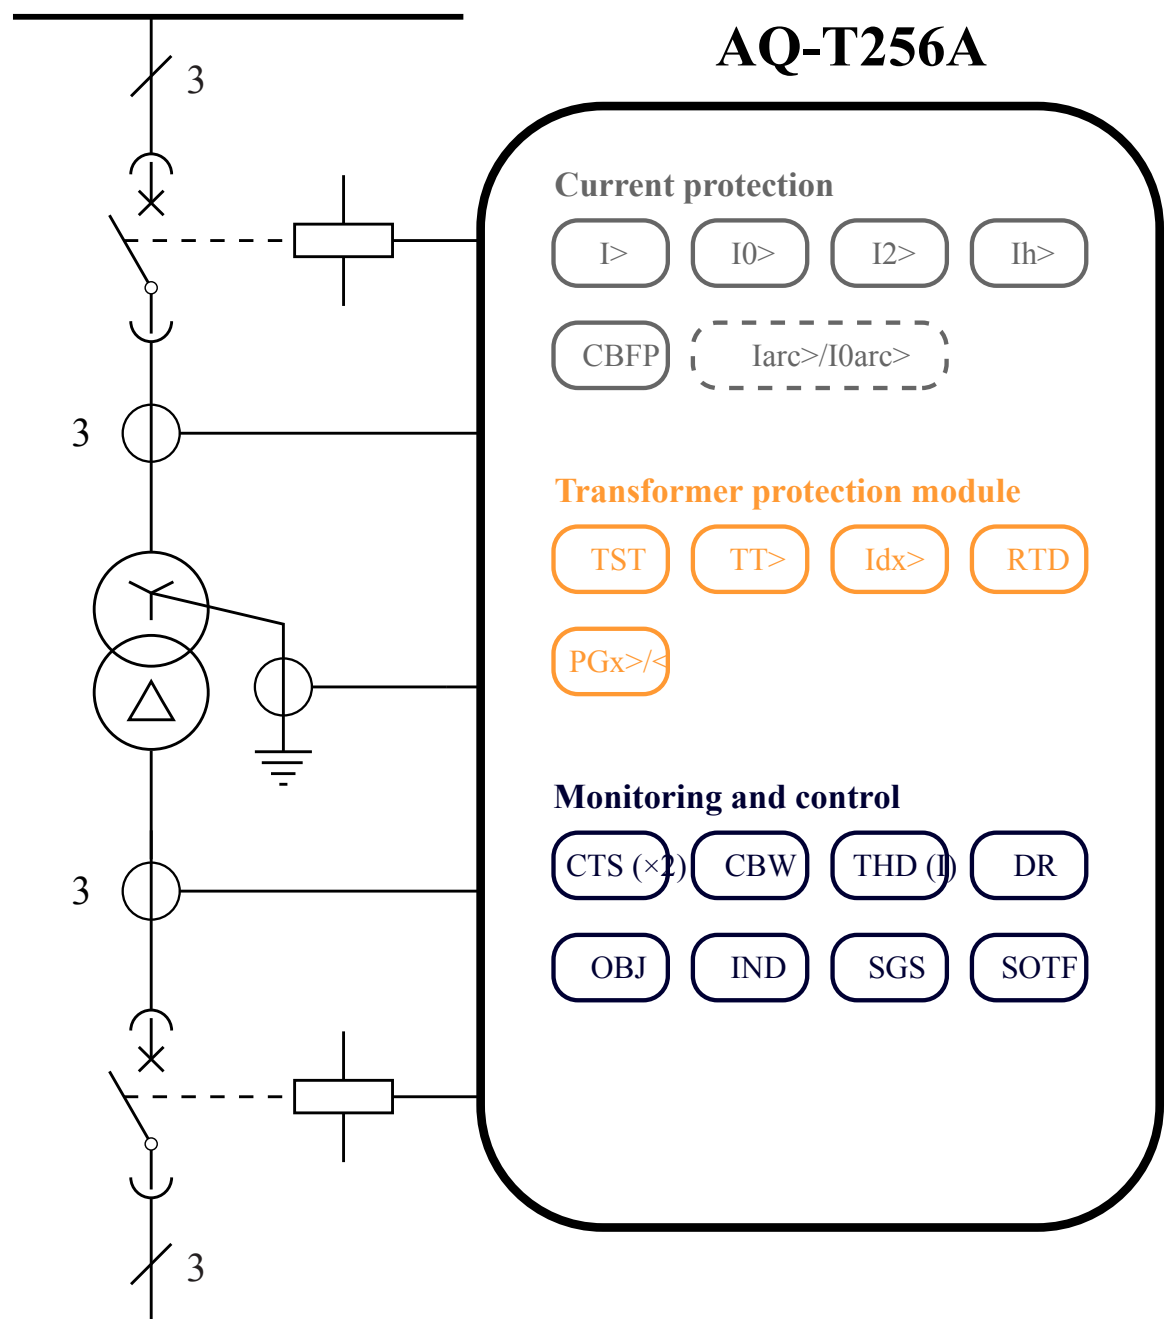 AQ-T256A
3
Current protection
I> I0> I2> Ih>
CBFP Iarc>/I0arc>
3
Transformer protection module
TST TT> Idx> RTD
PGx>/<
Monitoring and control
CTS (×2) CBW THD (I) DR
3
OBJ IND SGS SOTF
3